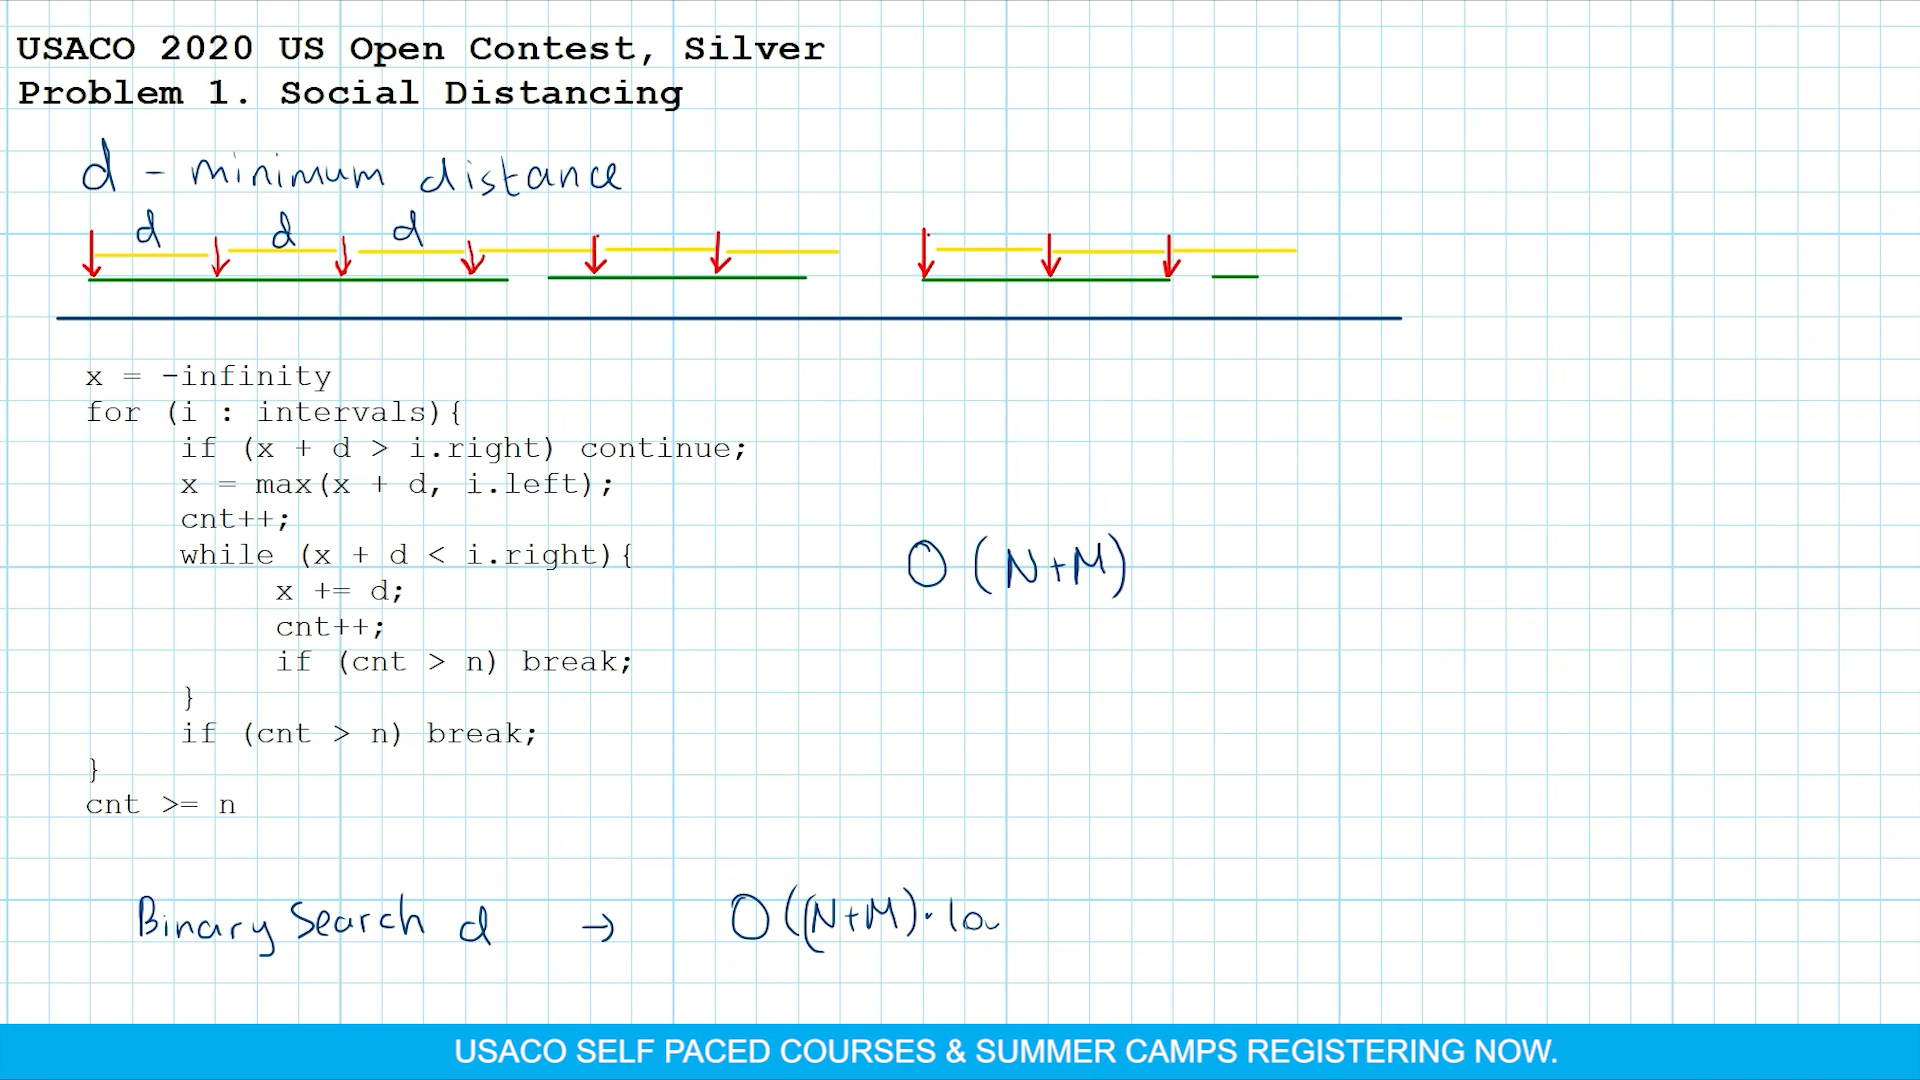 USACO 2020 US Open Contest, Silver
Problem 1. Social Distancing
d - minimum distance
d d d
x = -infinity
for (i : intervals){
if (x + d > i.right) continue;
x = max(x + d, i.left);
cnt++;
while (x + d < i.right){
x += d;
cnt++;
if (cnt > n) break;
}
if (cnt > n) break;
}
cnt >= n
O (N+M)
Binary Search d → O ((N+M)·lo
USACO SELF PACED COURSES & SUMMER CAMPS REGISTERING NOW.